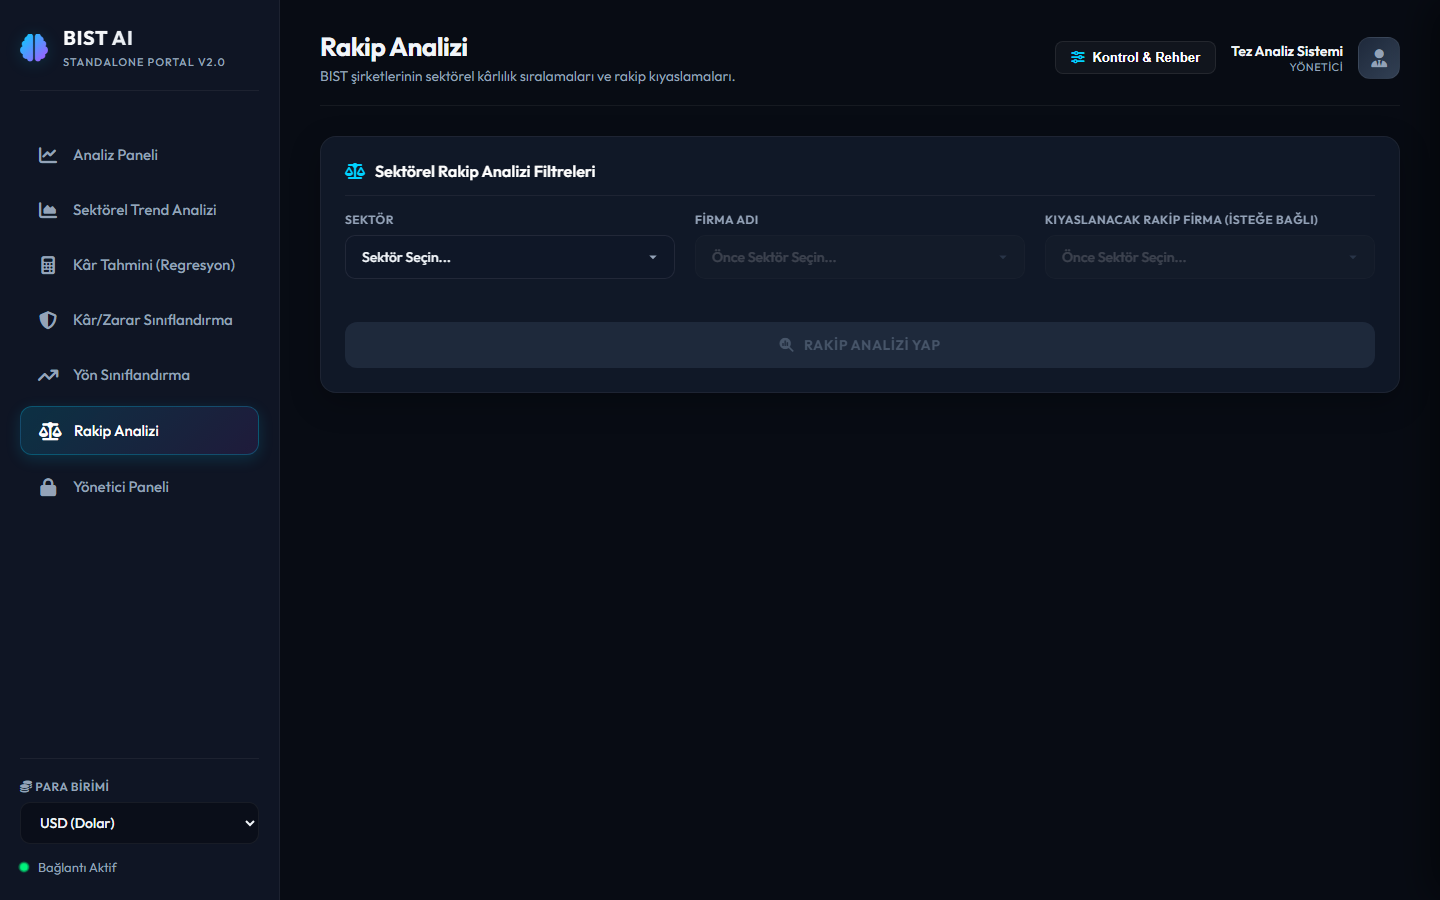 BIST AI
STANDALONE PORTAL V2.0
Analiz Paneli
Sektörel Trend Analizi
Kâr Tahmini (Regresyon)
Kâr/Zarar Sınıflandırma
Yön Sınıflandırma
Rakip Analizi
Yönetici Paneli
PARA BİRİMİ
USD (Dolar)
Bağlantı Aktif
Rakip Analizi
BIST şirketlerinin sektörel kârlılık sıralamaları ve rakip kıyaslamaları.
Kontrol & Rehber
Tez Analiz Sistemi
YÖNETİCİ
Sektörel Rakip Analizi Filtreleri
SEKTÖR
FİRMA ADI
KIYASLANACAK RAKİP FİRMA (İSTEĞE BAĞLI)
Sektör Seçin...
Önce Sektör Seçin...
Önce Sektör Seçin...
RAKİP ANALİZİ YAP